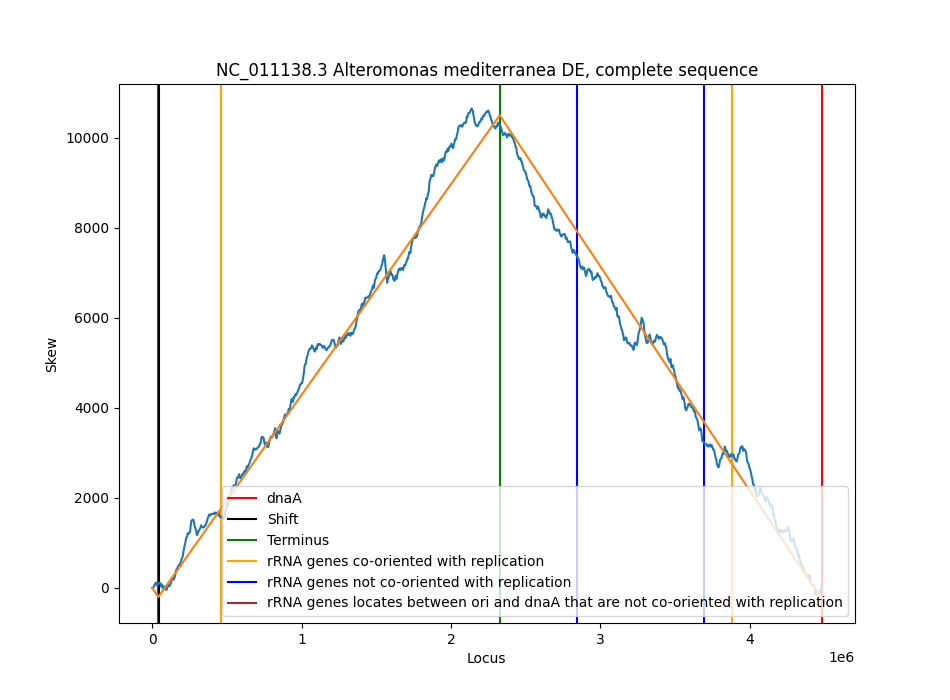 NC_011138.3 Alteromonas mediterranea DE, complete sequence
10000
8000
6000
4000
2000
0
Skew
dnaA
Shift
Terminus
rRNA genes co-oriented with replication
rRNA genes not co-oriented with replication
rRNA genes locates between ori and dnaA that are not co-oriented with replication
0 1 2 3 4
1e6
Locus